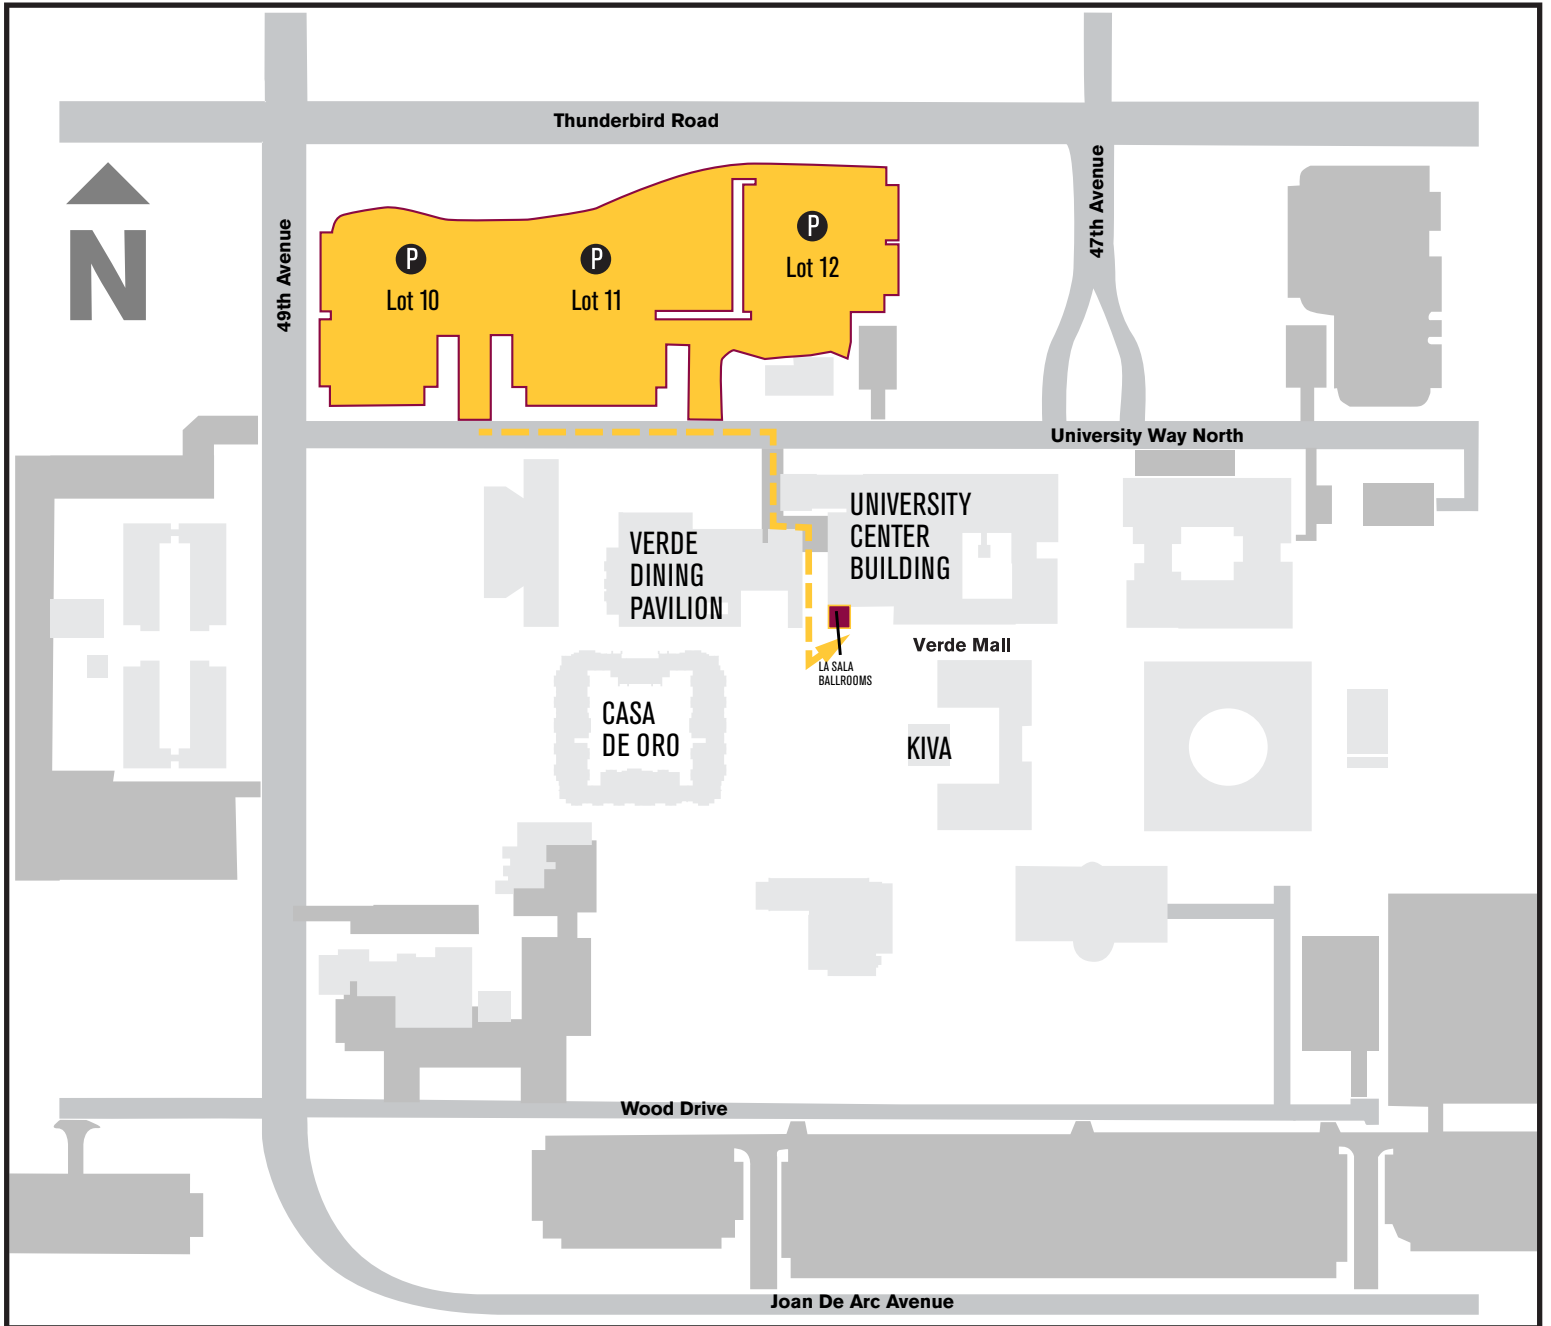 Thunderbird Road
N
49th Avenue
47th Avenue
P
Lot 10
P
Lot 11
P
Lot 12
University Way North
UNIVERSITY
CENTER
BUILDING
VERDE
DINING
PAVILION
Verde Mall
LA SALA
BALLROOMS
CASA
DE ORO
KIVA
Wood Drive
Joan De Arc Avenue